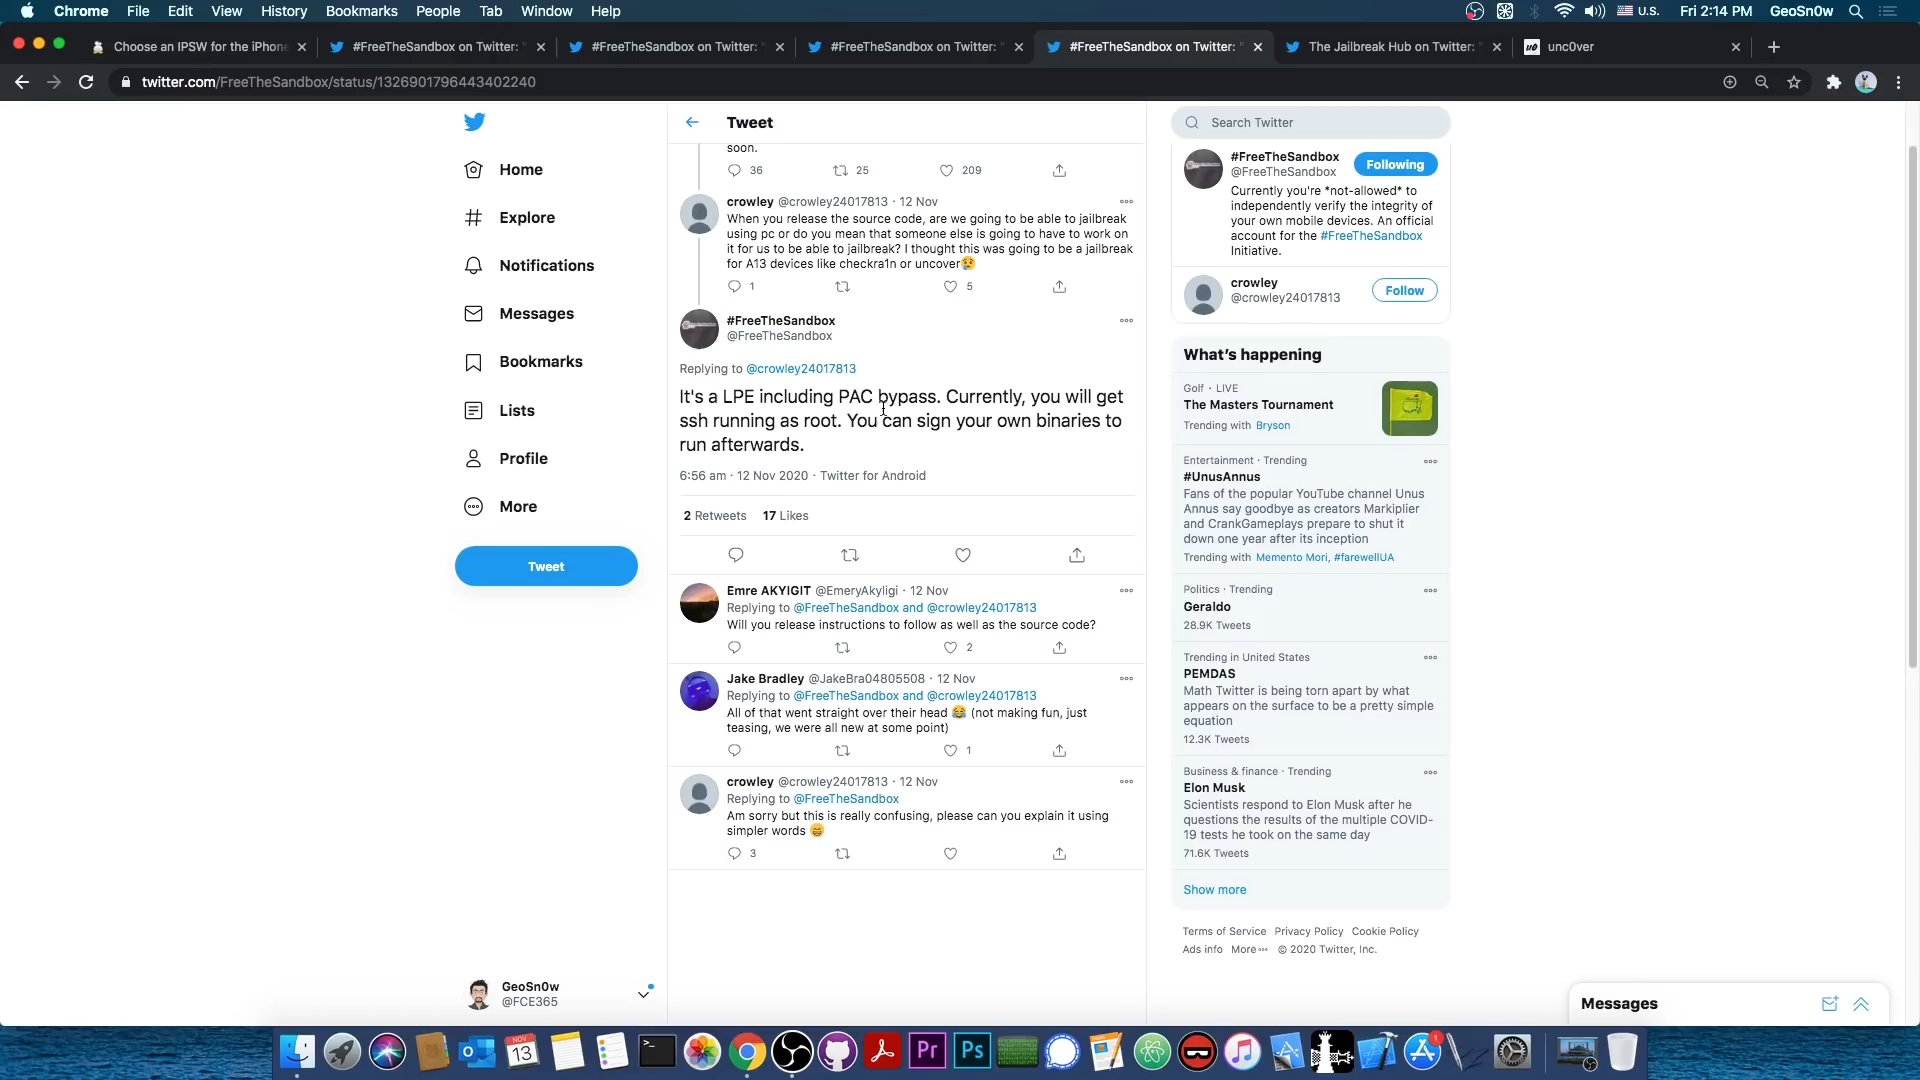 Chrome File Edit View History Bookmarks People Tab Window Help
U.S. Fri 2:14 PM GeoSn0w
Choose an IPSW for the iPhone
#FreeTheSandbox on Twitter: "
#FreeTheSandbox on Twitter: "
#FreeTheSandbox on Twitter: "
#FreeTheSandbox on Twitter: "
The Jailbreak Hub on Twitter: "
unc0ver
twitter.com/FreeTheSandbox/status/1326901796443402240
Home
Explore
Notifications
Messages
Bookmarks
Lists
Profile
More
Tweet
GeoSn0w
@FCE365
Tweet
soon.
36 25 209
crowley @crowley24017813 · 12 Nov
When you release the source code, are we going to be able to jailbreak
using pc or do you mean that someone else is going to have to work on
it for us to be able to jailbreak? I thought this was going to be a jailbreak
for A13 devices like checkra1n or uncover😢
1 5
#FreeTheSandbox
@FreeTheSandbox
Replying to @crowley24017813
It's a LPE including PAC bypass. Currently, you will get
ssh running as root. You can sign your own binaries to
run afterwards.
6:56 am · 12 Nov 2020 · Twitter for Android
2 Retweets 17 Likes
Emre AKYIGIT @EmeryAkyligi · 12 Nov
Replying to @FreeTheSandbox and @crowley24017813
Will you release instructions to follow as well as the source code?
2
Jake Bradley @JakeBra04805508 · 12 Nov
Replying to @FreeTheSandbox and @crowley24017813
All of that went straight over their head 😂 (not making fun, just
teasing, we were all new at some point)
1
crowley @crowley24017813 · 12 Nov
Replying to @FreeTheSandbox
Am sorry but this is really confusing, please can you explain it using
simpler words 😁
3
Search Twitter
#FreeTheSandbox
@FreeTheSandbox
Following
Currently you're *not-allowed* to
independently verify the integrity of
your own mobile devices. An official
account for the #FreeTheSandbox
Initiative.
crowley
@crowley24017813
Follow
What's happening
Golf · LIVE
The Masters Tournament
Trending with Bryson
Entertainment · Trending
#UnusAnnus
Fans of the popular YouTube channel Unus
Annus say goodbye as creators Markiplier
and CrankGameplays prepare to shut it
down one year after its inception
Trending with Memento Mori, #farewellUA
Politics · Trending
Geraldo
28.9K Tweets
Trending in United States
PEMDAS
Math Twitter is being torn apart by what
appears on the surface to be a pretty simple
equation
12.3K Tweets
Business & finance · Trending
Elon Musk
Scientists respond to Elon Musk after he
questions the results of the multiple COVID-
19 tests he took on the same day
71.6K Tweets
Show more
Terms of Service Privacy Policy Cookie Policy
Ads info More © 2020 Twitter, Inc.
Messages
NOV
13
Pr
Ps
1